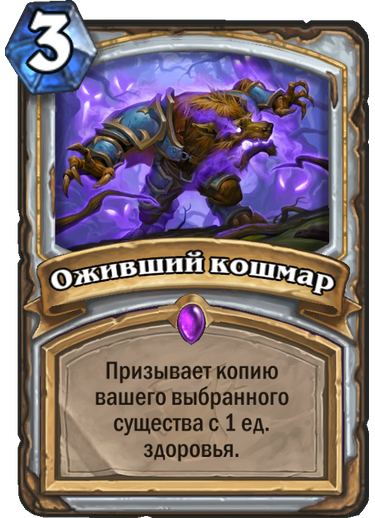 3
Оживший кошмар
Призывает копию
вашего выбранного
существа с 1 ед.
здоровья.